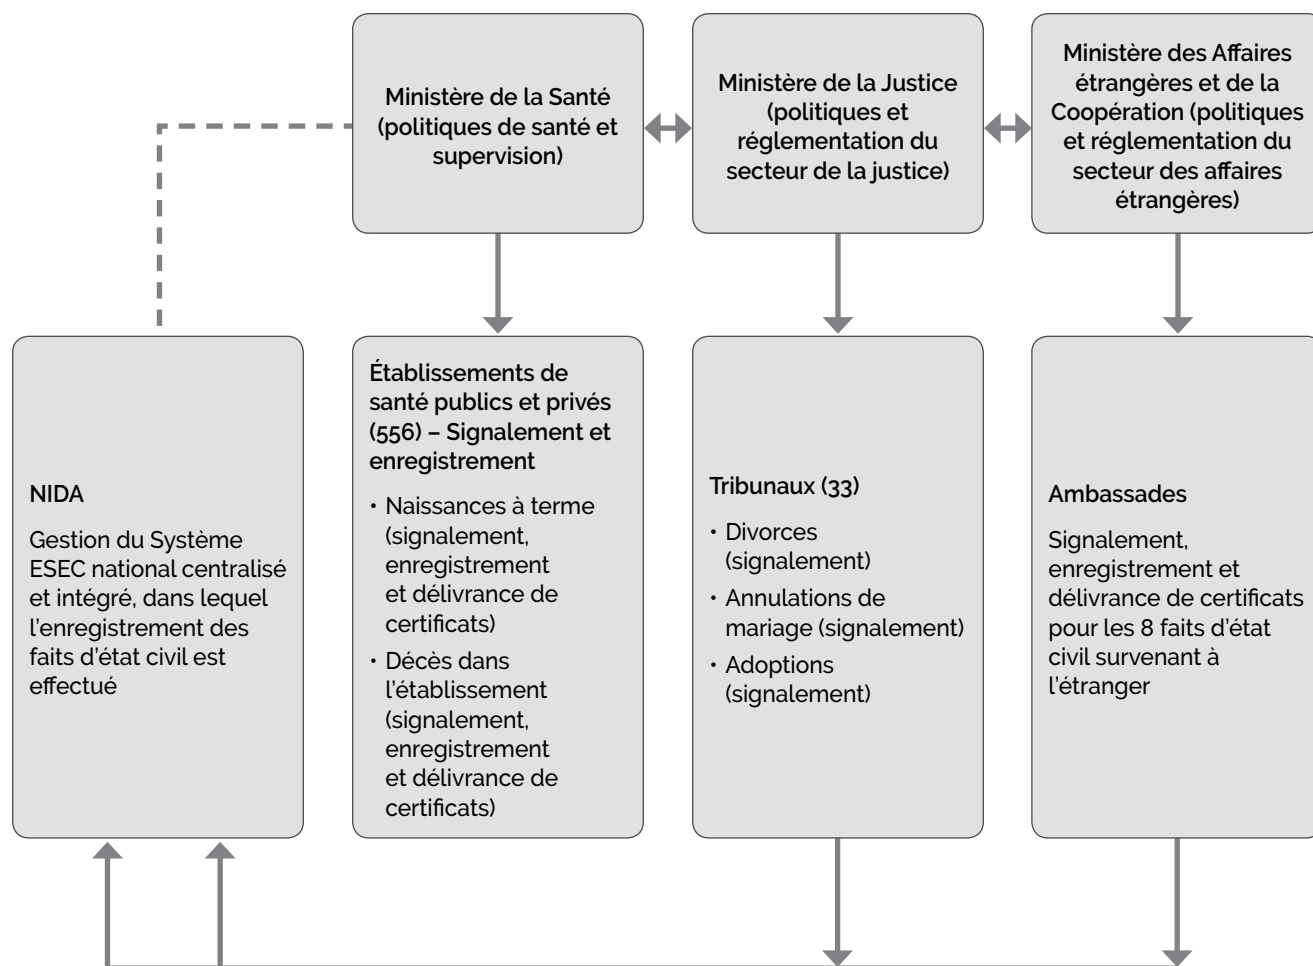 Ministère de la Santé
(politiques de santé et
supervision)
Ministère de la Justice
(politiques et
réglementation du
secteur de la justice)
Ministère des Affaires
étrangères et de la
Coopération (politiques
et réglementation du
secteur des affaires
étrangères)
NIDA
Gestion du Système
ESEC national centralisé
et intégré, dans lequel
l'enregistrement des
faits d'état civil est
effectué
Établissements de
santé publics et privés
(556) – Signalement et
enregistrement
• Naissances à terme
(signalement,
enregistrement
et délivrance de
certificats)
• Décès dans
l'établissement
(signalement,
enregistrement
et délivrance de
certificats)
Tribunaux (33)
• Divorces
(signalement)
• Annulations de
mariage (signalement)
• Adoptions
(signalement)
Ambassades
Signalement,
enregistrement et
délivrance de certificats
pour les 8 faits d'état
civil survenant à
l'étranger